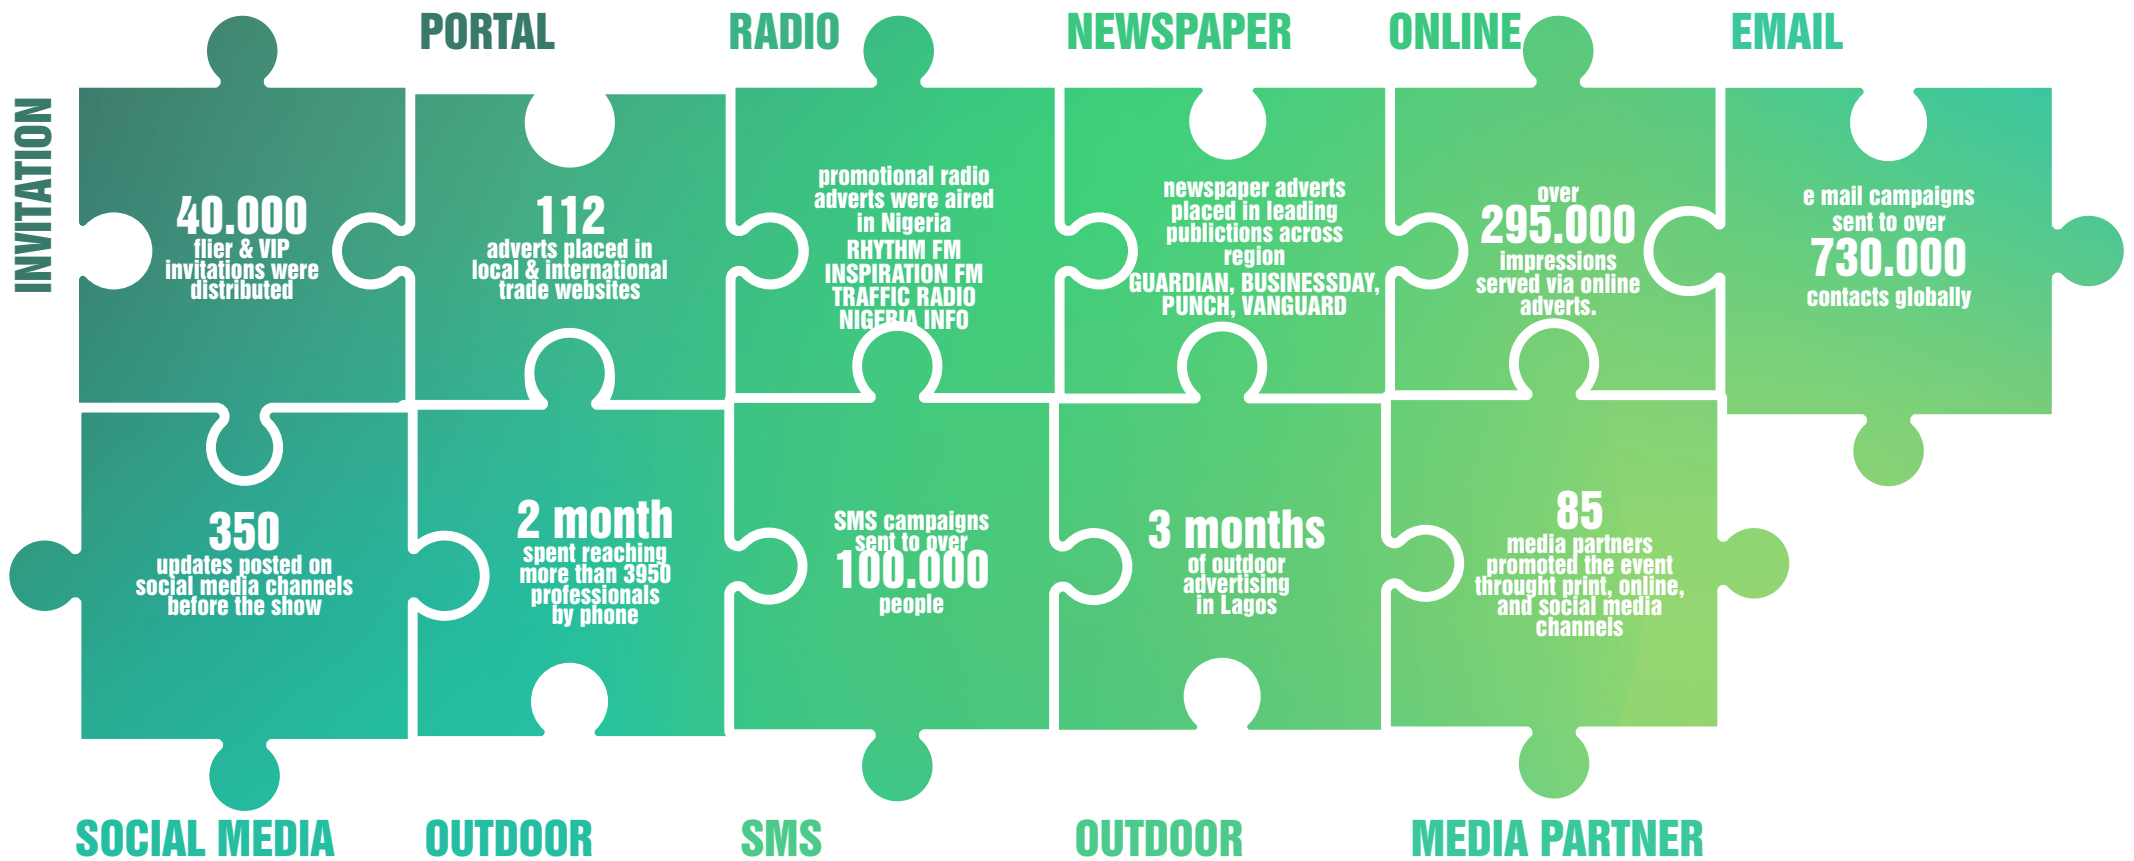 INVITATION
40.000
flier & VIP
invitations were
distributed
PORTAL
112
adverts placed in
local & international
trade websites
RADIO
promotional radio
adverts were aired
in Nigeria
RHYTHM FM
INSPIRATION FM
TRAFFIC RADIO
NIGERIA INFO
NEWSPAPER
newspaper adverts
placed in leading
publictions across
region
GUARDIAN, BUSINESSDAY,
PUNCH, VANGUARD
ONLINE
over
295.000
impressions
served via online
adverts.
EMAIL
e mail campaigns
sent to over
730.000
contacts globally
350
updates posted on
social media channels
before the show
SOCIAL MEDIA
2 month
spent reaching
more than 3950
professionals
by phone
OUTDOOR
SMS campaigns
sent to over
100.000
people
SMS
3 months
of outdoor
advertising
in Lagos
OUTDOOR
85
media partners
promoted the event
throught print, online,
and social media
channels
MEDIA PARTNER